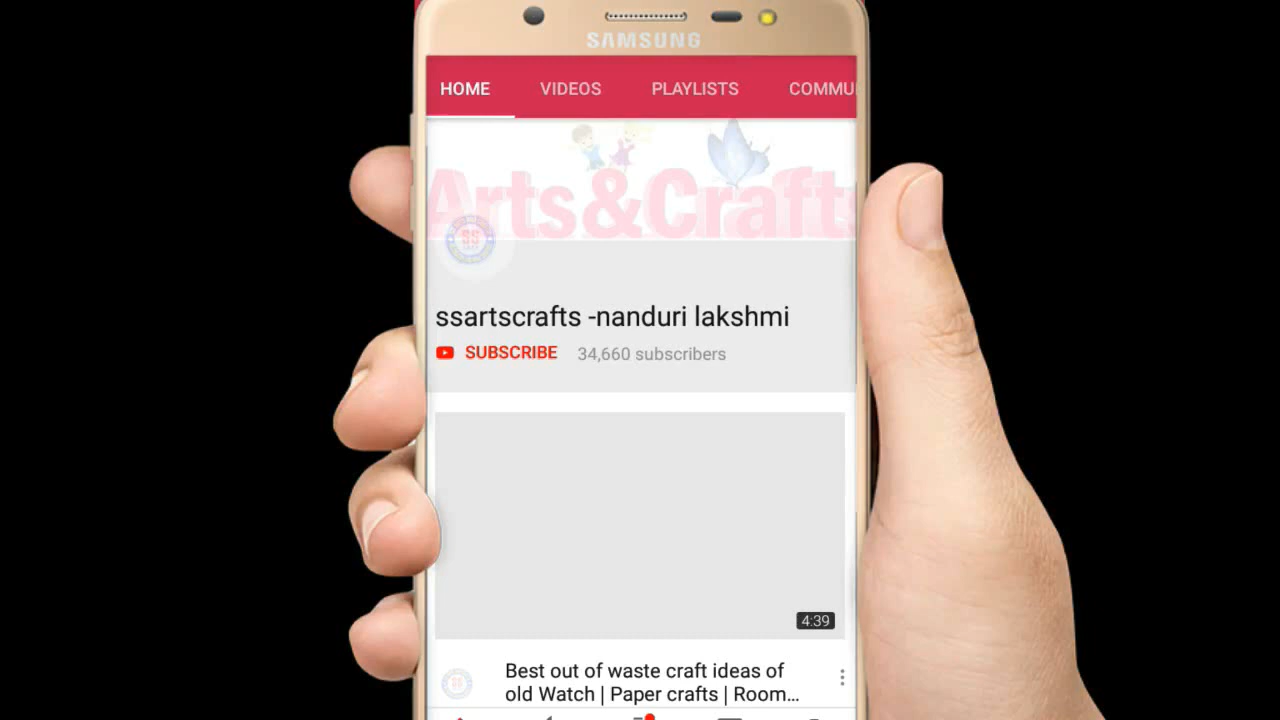 SAMSUNG
HOME VIDEOS PLAYLISTS COMMU
Arts&Crafts
SS
ssartscrafts -nanduri lakshmi
SUBSCRIBE 34,660 subscribers
4:39
Best out of waste craft ideas of
old Watch | Paper crafts | Room...